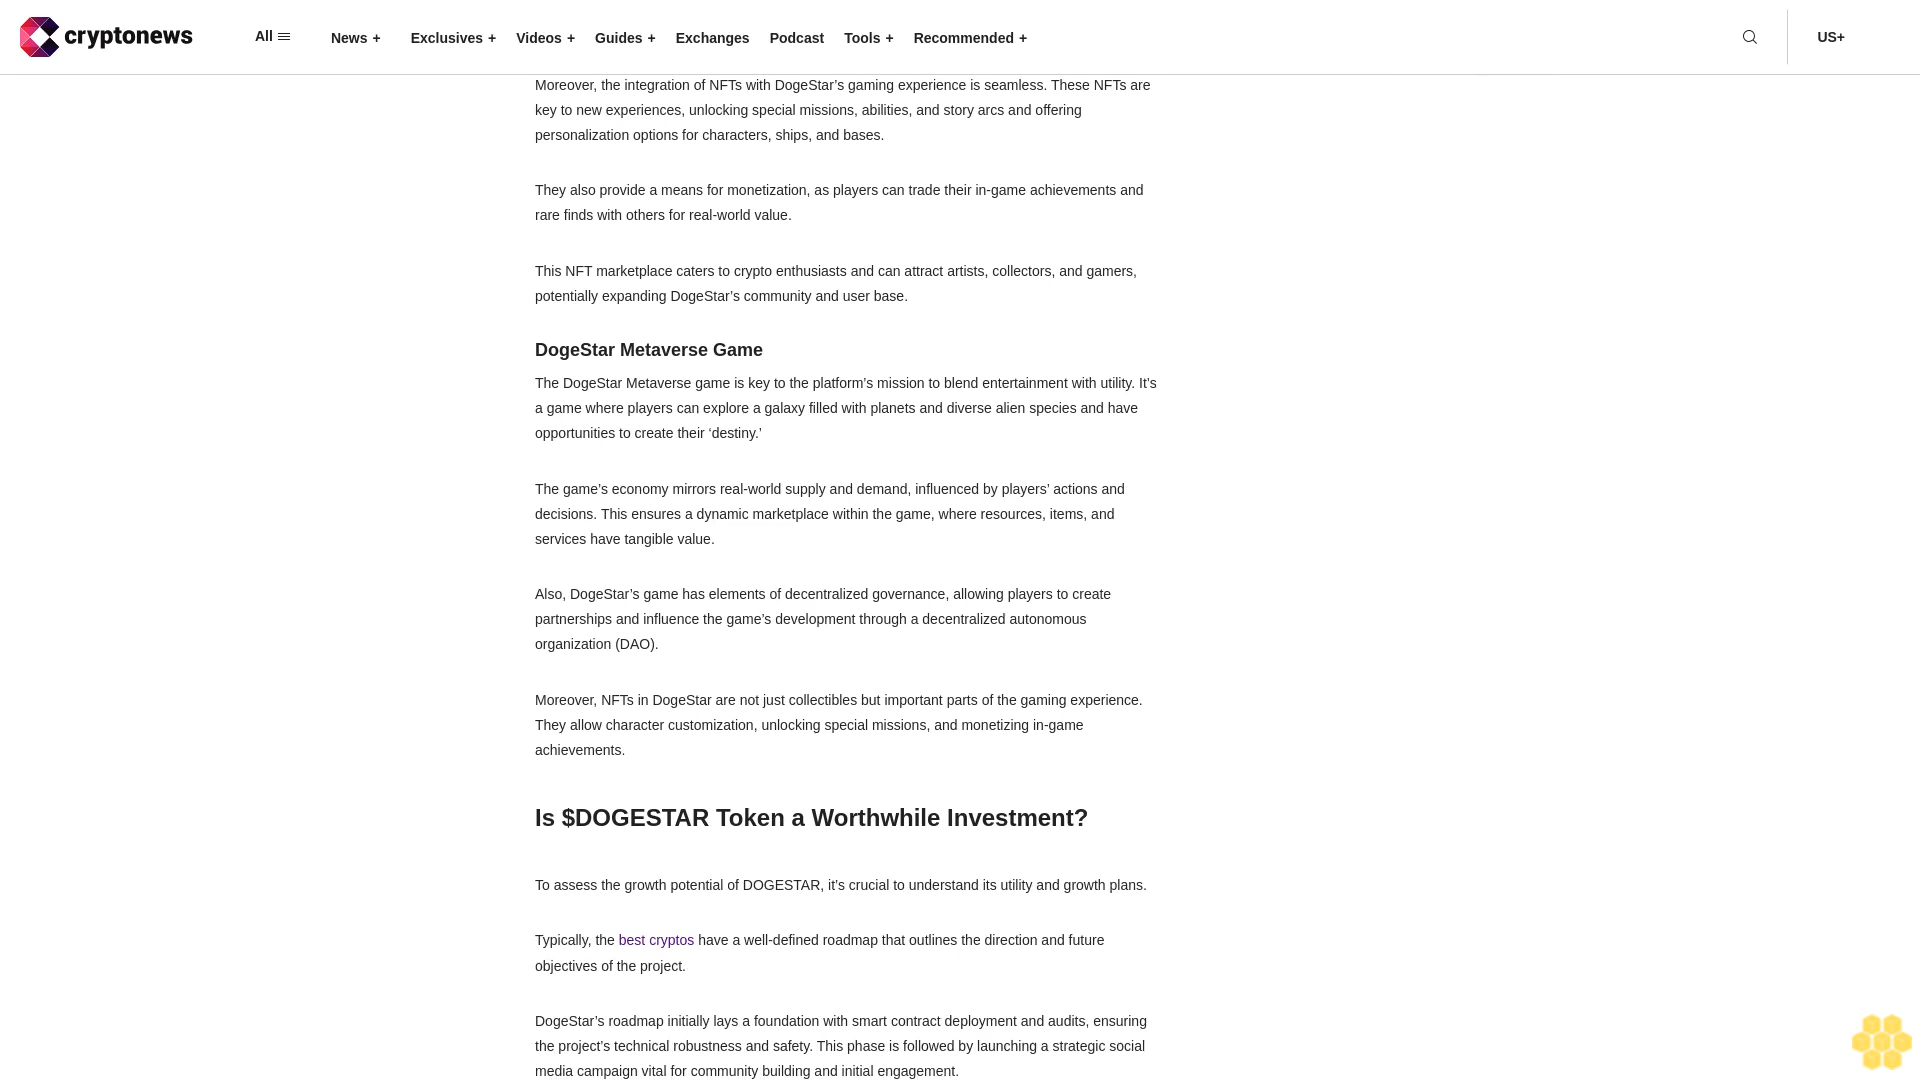 cryptonews
All
News +
Exclusives +
Videos +
Guides +
Exchanges
Podcast
Tools +
Recommended +
US+
Moreover, the integration of NFTs with DogeStar’s gaming experience is seamless. These NFTs are
key to new experiences, unlocking special missions, abilities, and story arcs and offering
personalization options for characters, ships, and bases.
They also provide a means for monetization, as players can trade their in-game achievements and
rare finds with others for real-world value.
This NFT marketplace caters to crypto enthusiasts and can attract artists, collectors, and gamers,
potentially expanding DogeStar’s community and user base.
DogeStar Metaverse Game
The DogeStar Metaverse game is key to the platform’s mission to blend entertainment with utility. It’s
a game where players can explore a galaxy filled with planets and diverse alien species and have
opportunities to create their ‘destiny.’
The game’s economy mirrors real-world supply and demand, influenced by players’ actions and
decisions. This ensures a dynamic marketplace within the game, where resources, items, and
services have tangible value.
Also, DogeStar’s game has elements of decentralized governance, allowing players to create
partnerships and influence the game’s development through a decentralized autonomous
organization (DAO).
Moreover, NFTs in DogeStar are not just collectibles but important parts of the gaming experience.
They allow character customization, unlocking special missions, and monetizing in-game
achievements.
Is $DOGESTAR Token a Worthwhile Investment?
To assess the growth potential of DOGESTAR, it’s crucial to understand its utility and growth plans.
Typically, the best cryptos have a well-defined roadmap that outlines the direction and future
objectives of the project.
DogeStar’s roadmap initially lays a foundation with smart contract deployment and audits, ensuring
the project’s technical robustness and safety. This phase is followed by launching a strategic social
media campaign vital for community building and initial engagement.